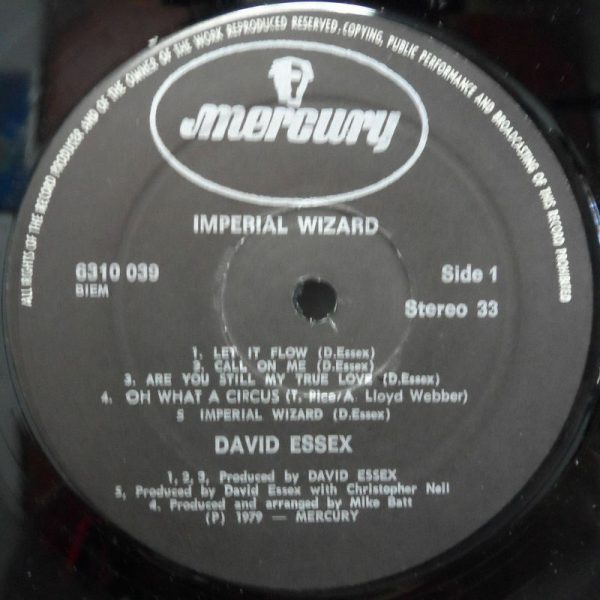 ALL RIGHTS OF THE RECORD PRODUCER AND OF THE OWNER OF THE WORK REPRODUCED RESERVED. COPYING, PUBLIC PERFORMANCE AND BROADCASTING OF THIS RECORD PROHIBITED
mercury
IMPERIAL WIZARD
6310 039
BIEM
Side 1
Stereo 33
1. LET IT FLOW (D.Essex)
2. CALL ON ME (D.Essex)
3. ARE YOU STILL MY TRUE LOVE (D.Essex)
4. OH WHAT A CIRCUS (T. Rice/A. Lloyd Webber)
5 IMPERIAL WIZARD (D.Essex)
DAVID ESSEX
1, 2, 3, Produced by DAVID ESSEX
5, Produced by David Essex with Christopher Neil
4. Produced and arranged by Mike Batt
(P) 1979 — MERCURY